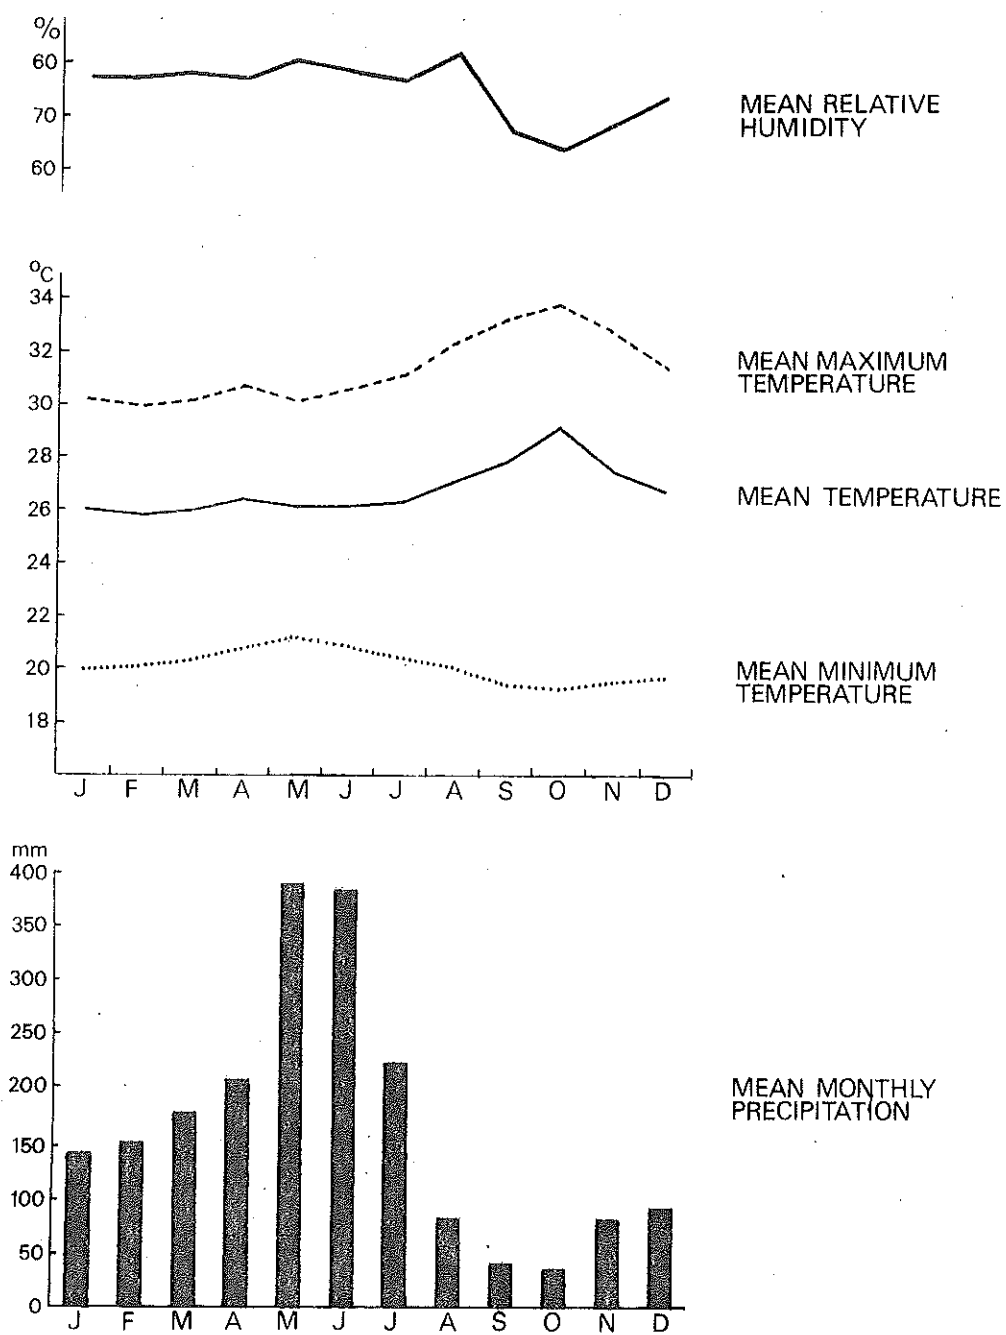 %
60
70
60
MEAN RELATIVE
HUMIDITY
°C
34
32
30
28
26
24
22
20
18
MEAN MAXIMUM
TEMPERATURE
MEAN TEMPERATURE
MEAN MINIMUM
TEMPERATURE
J F M A M J J A S O N D
mm
400
350
300
250
200
150
100
50
0
MEAN MONTHLY
PRECIPITATION
J F M A M J J A S O N D